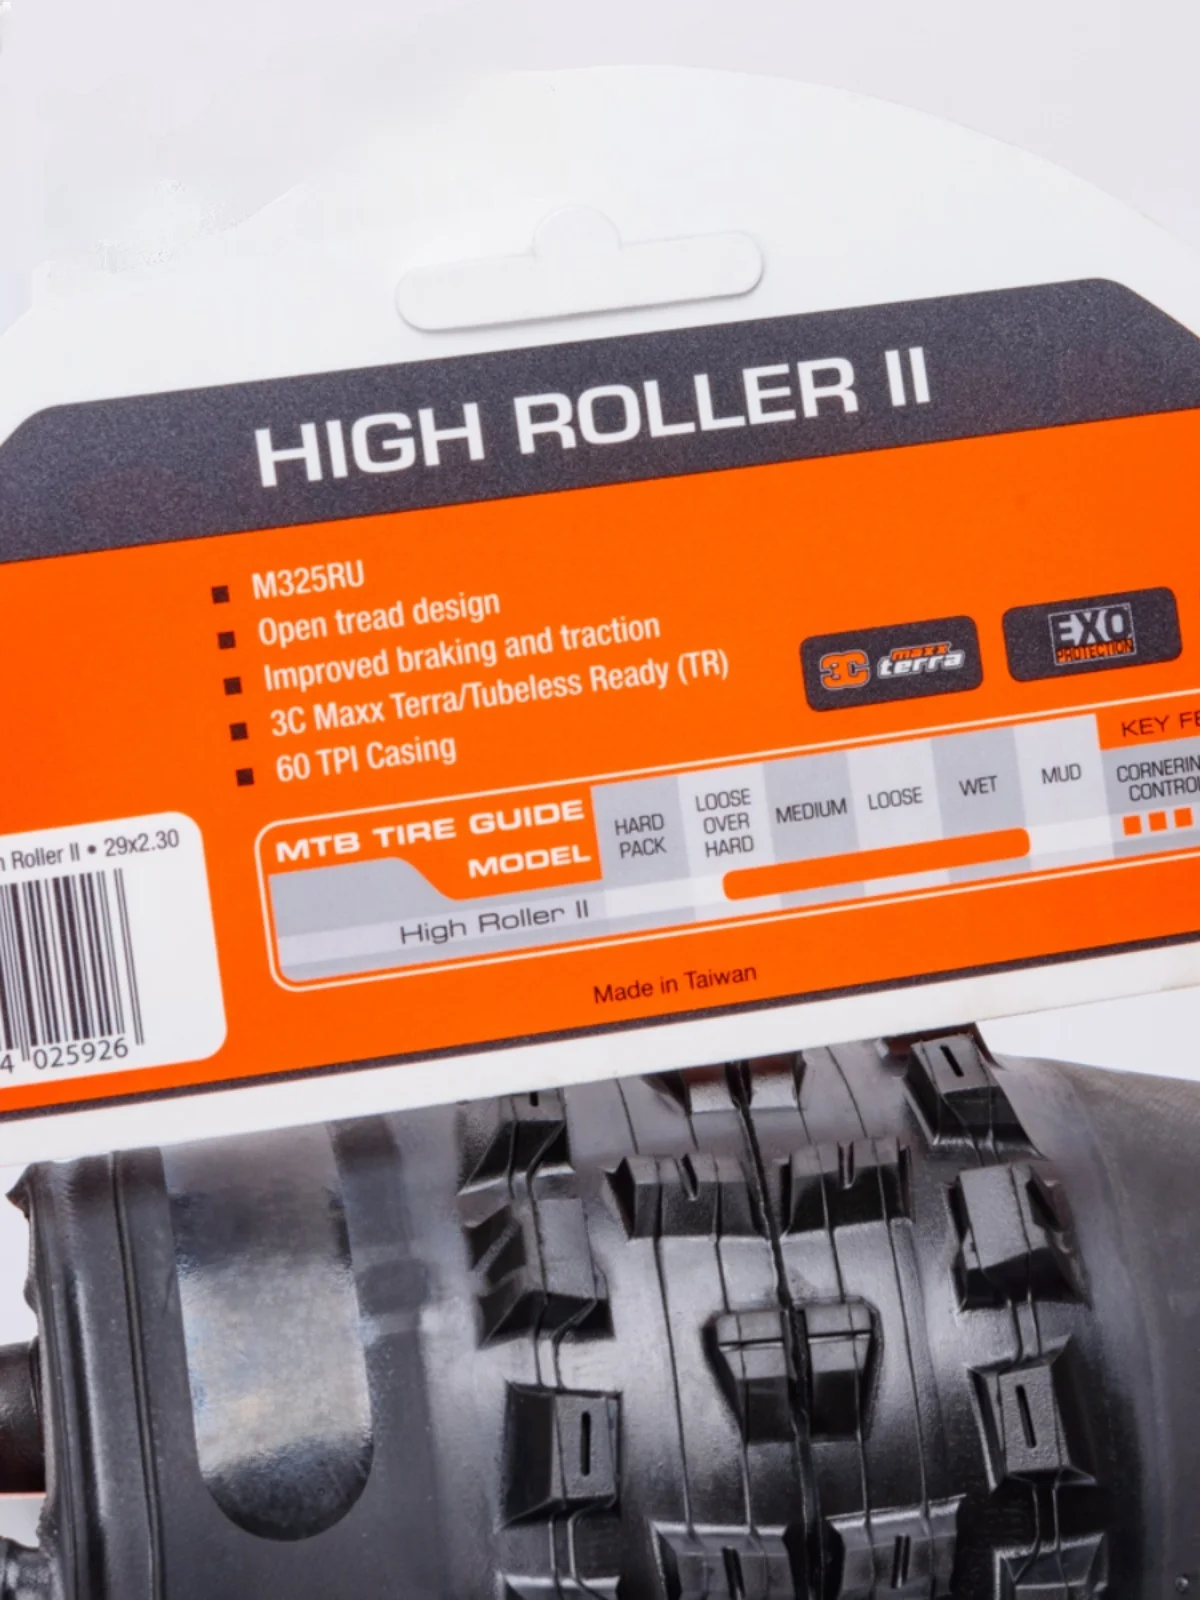 HIGH ROLLER II
M325RU
Open tread design
Improved braking and traction
3C Maxx Terra/Tubeless Ready (TR)
60 TPI Casing
3C maxx terra
EXO PROTECTION
MTB TIRE GUIDE
MODEL
HARD PACK
LOOSE OVER HARD
MEDIUM
LOOSE
WET
MUD
KEY FE
CORNERIN
CONTRO
High Roller II
Made in Taiwan
h Roller II • 29x2.30
4 025926